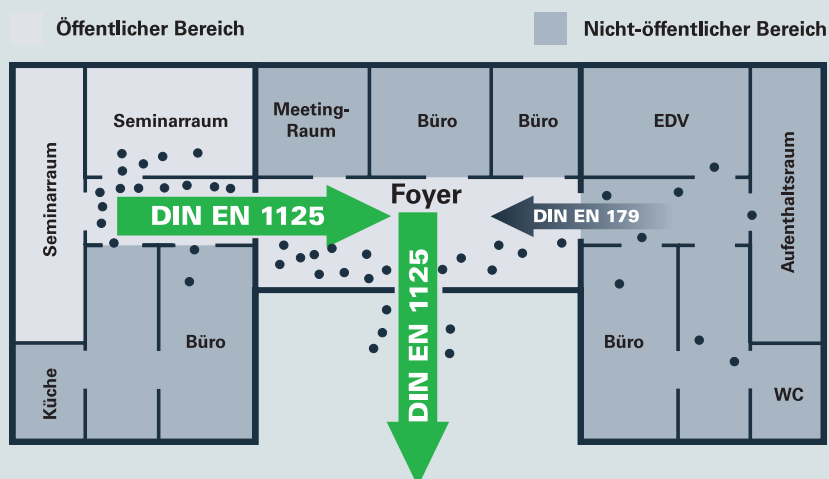 Öffentlicher Bereich
Nicht-öffentlicher Bereich
Seminarraum
Seminarraum
Meeting-
Raum
Büro
Büro
EDV
Aufenthaltsraum
Foyer
DIN EN 1125
DIN EN 179
DIN EN 1125
Küche
Büro
Büro
WC